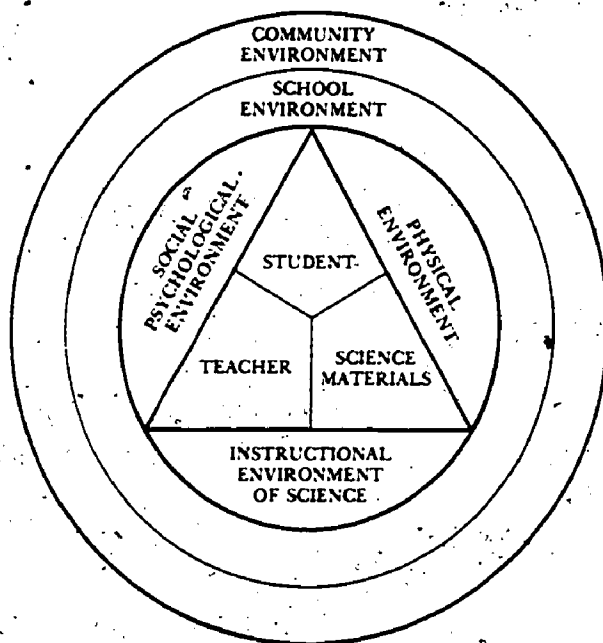 COMMUNITY
ENVIRONMENT
SCHOOL
ENVIRONMENT
SOCIAL
PSYCHOLOGICAL
ENVIRONMENT
PHYSICAL
ENVIRONMENT
STUDENT
TEACHER
SCIENCE
MATERIALS
INSTRUCTIONAL
ENVIRONMENT
OF SCIENCE